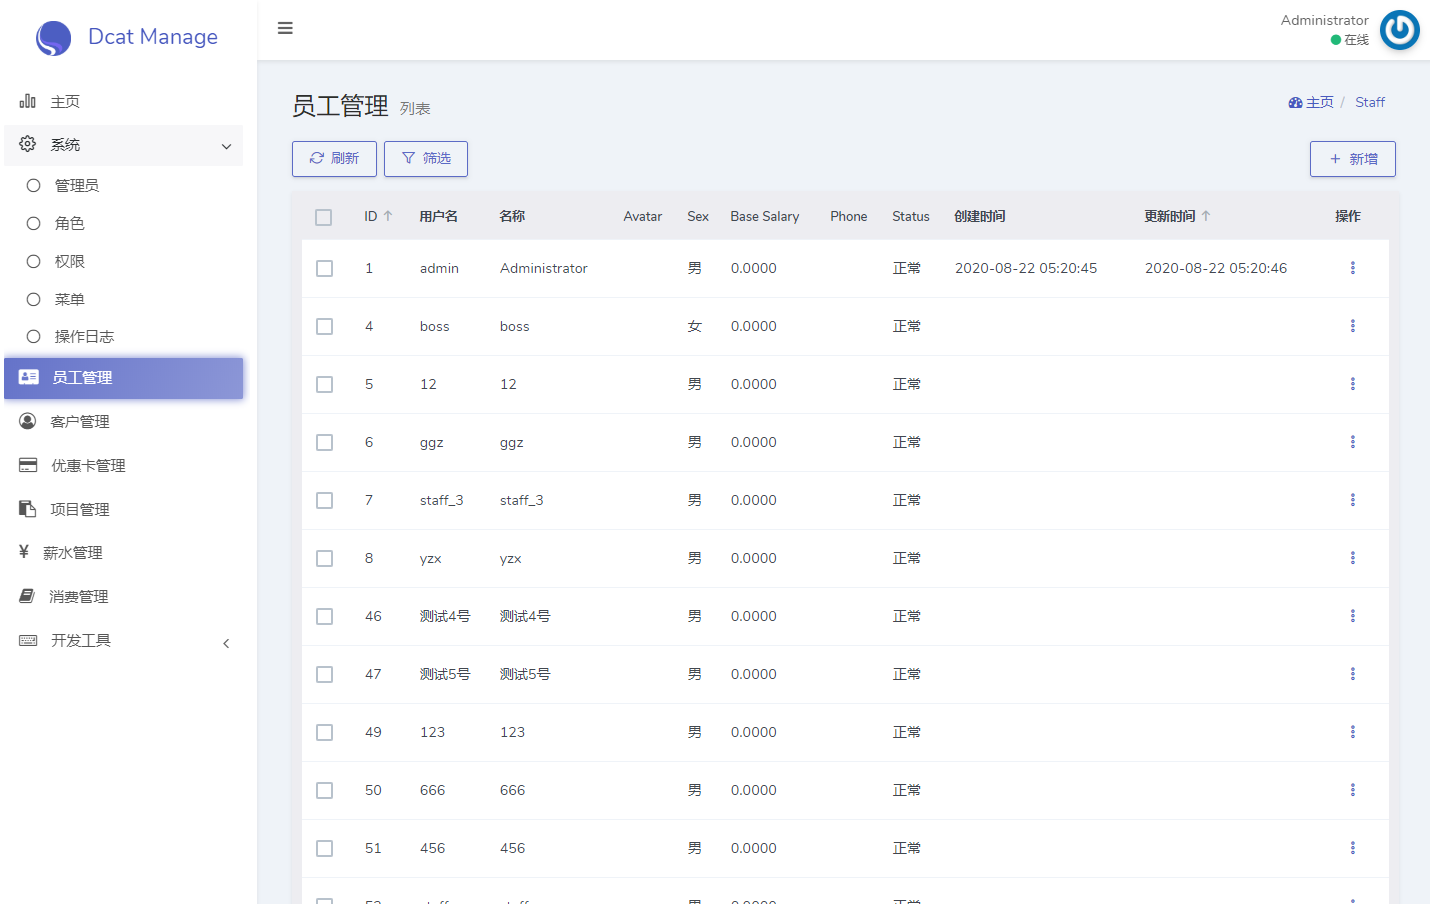 Dcat Manage
Administrator
在线
主页
系统
管理员
角色
权限
菜单
操作日志
员工管理
客户管理
优惠卡管理
项目管理
¥ 薪水管理
消费管理
开发工具
员工管理 列表
主页 / Staff
刷新 筛选 + 新增
ID 用户名 名称 Avatar Sex Base Salary Phone Status 创建时间 更新时间 操作
1 admin Administrator 男 0.0000 正常 2020-08-22 05:20:45 2020-08-22 05:20:46
4 boss boss 女 0.0000 正常
5 12 12 男 0.0000 正常
6 ggz ggz 男 0.0000 正常
7 staff_3 staff_3 男 0.0000 正常
8 yzx yzx 男 0.0000 正常
46 测试4号 测试4号 男 0.0000 正常
47 测试5号 测试5号 男 0.0000 正常
49 123 123 男 0.0000 正常
50 666 666 男 0.0000 正常
51 456 456 男 0.0000 正常